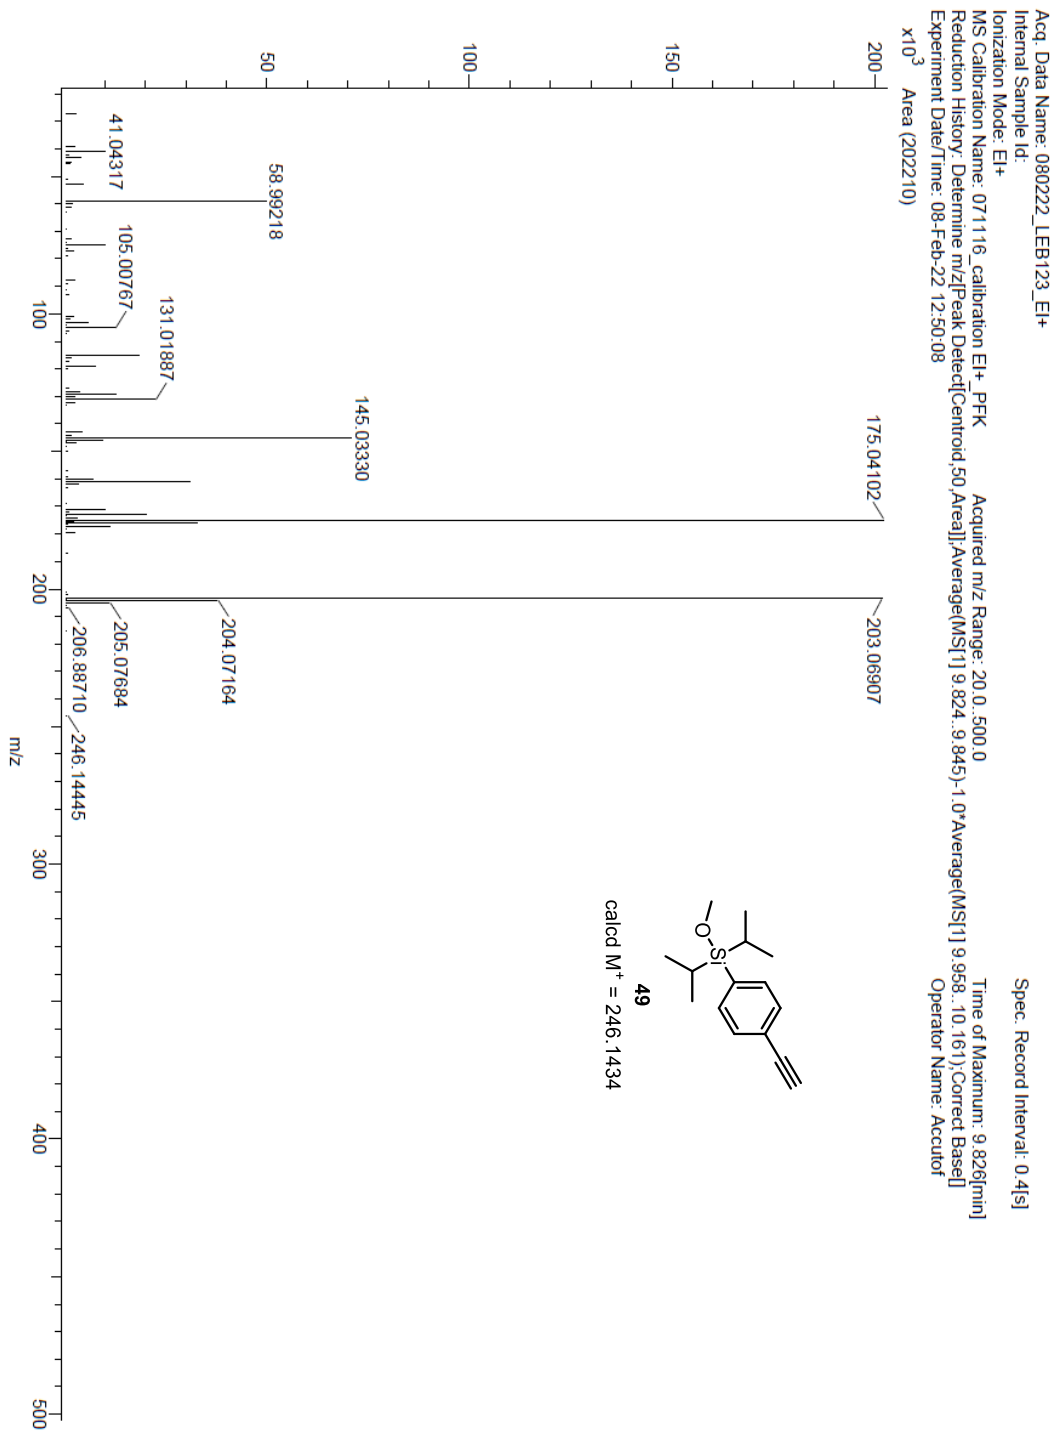 Acq. Data Name: 080222_LEB123_EI+
Internal Sample Id:
Spec. Record Interval: 0.4[s]
Ionization Mode: EI+
MS Calibration Name: 071116_calibration EI+_PFK
Acquired m/z Range: 20.0..500.0
Time of Maximum: 9.826[min]
Reduction History: Determine m/z[Peak Detect[Centroid,50,Area]];Average(MS[1] 9.824..9.845)-1.0*Average(MS[1] 9.958..10.161);Correct Base[]
Experiment Date/Time: 08-Feb-22 12:50:08
Operator Name: Accutof
x10³ Area (202210)
200
150
100
50
175.04102
203.06907
145.03330
58.99218
204.07164
131.01887
105.00767
41.04317
205.07684
206.88710
246.14445
O
Si
49
calcd M⁺ = 246.1434
100
200
300
400
500
m/z